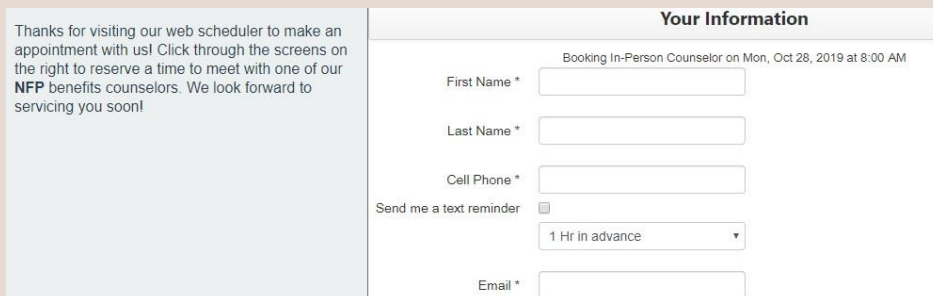 Thanks for visiting our web scheduler to make an
appointment with us! Click through the screens on
the right to reserve a time to meet with one of our
NFP benefits counselors. We look forward to
servicing you soon!
Your Information
Booking In-Person Counselor on Mon, Oct 28, 2019 at 8:00 AM
First Name *
Last Name *
Cell Phone *
Send me a text reminder
1 Hr in advance
Email *